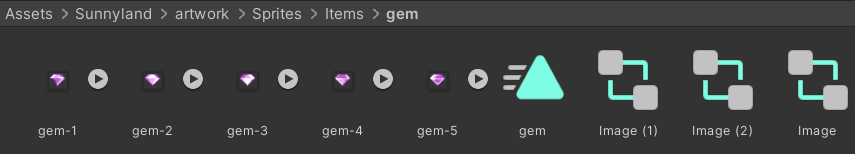 Assets > Sunnyland > artwork > Sprites > Items > gem
gem-1 gem-2 gem-3 gem-4 gem-5 gem Image (1) Image (2) Image